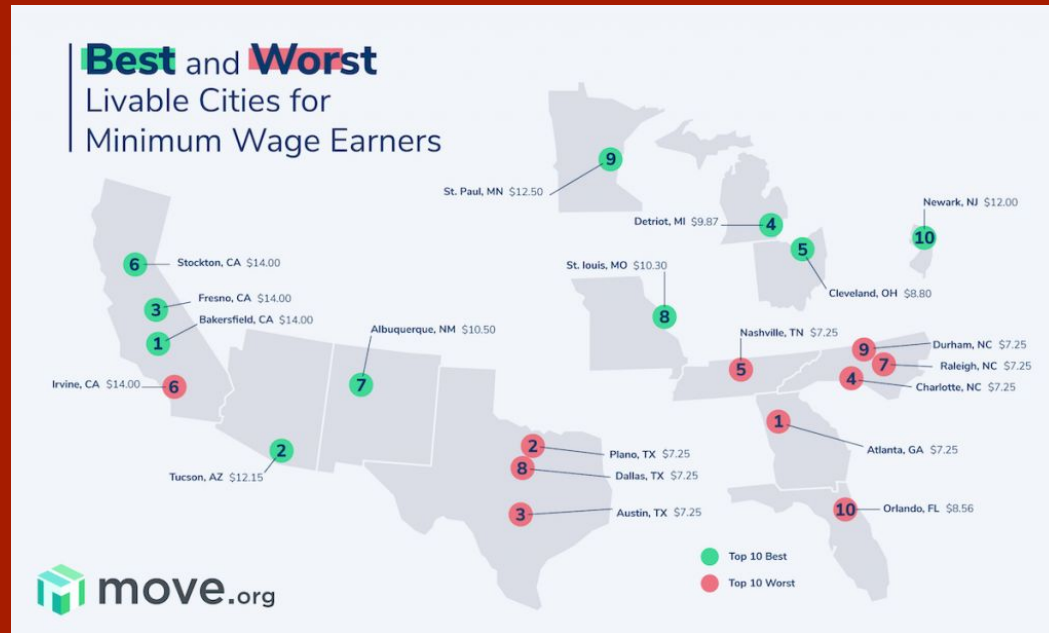 Best and Worst
Livable Cities for
Minimum Wage Earners
St. Paul, MN $12.50
9
Detriot, MI $9.87
4
Newark, NJ $12.00
10
6
Stockton, CA $14.00
St. louis, MO $10.30
8
5
Cleveland, OH $8.80
3
Fresno, CA $14.00
1
Bakersfield, CA $14.00
Albuquerque, NM $10.50
7
Nashville, TN $7.25
5
9
Durham, NC $7.25
7
Raleigh, NC $7.25
4
Charlotte, NC $7.25
Irvine, CA $14.00
6
1
Atlanta, GA $7.25
2
Tucson, AZ $12.15
2
Plano, TX $7.25
8
Dallas, TX $7.25
3
Austin, TX $7.25
10
Orlando, FL $8.56
Top 10 Best
Top 10 Worst
move.org